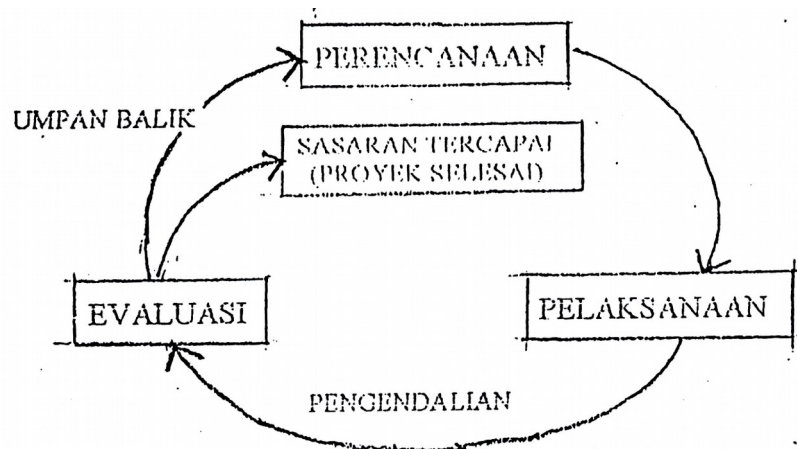 PERENCANAAN
UMPAN BALIK
SASARAN TERCAPAI
(PROYEK SELESAI)
EVALUASI
PELAKSANAAN
PENGENDALIAN